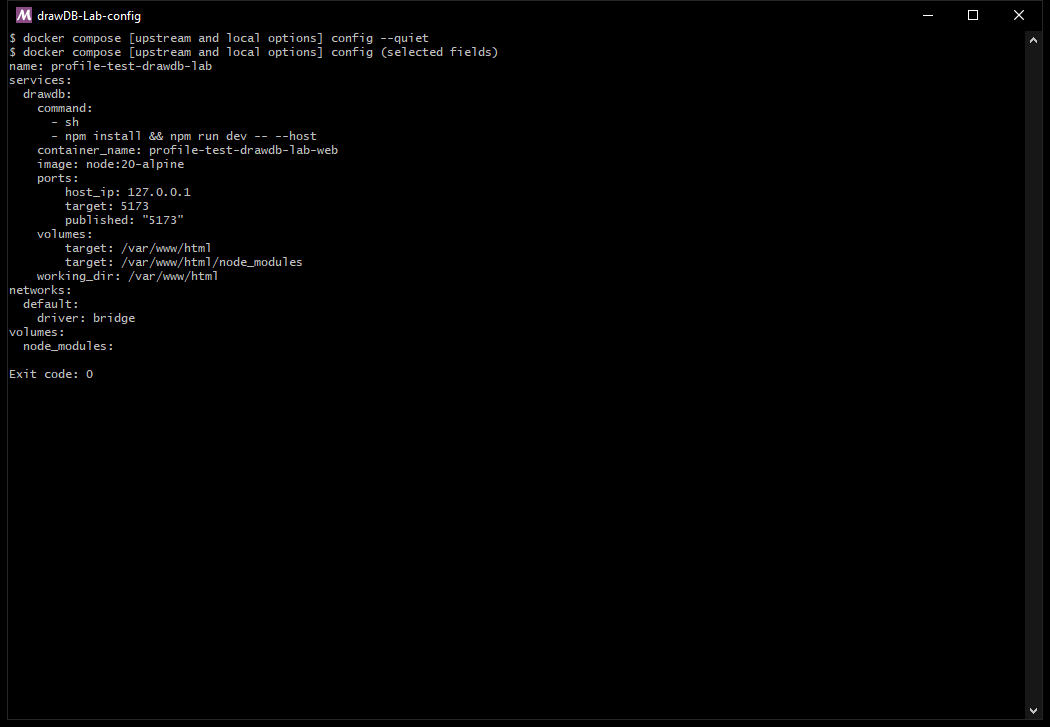 drawDB-Lab-config
$ docker compose [upstream and local options] config --quiet
$ docker compose [upstream and local options] config (selected fields)
name: profile-test-drawdb-lab
services:
  drawdb:
    command:
      - sh
      - npm install && npm run dev -- --host
    container_name: profile-test-drawdb-lab-web
    image: node:20-alpine
    ports:
        host_ip: 127.0.0.1
        target: 5173
        published: "5173"
    volumes:
        target: /var/www/html
        target: /var/www/html/node_modules
    working_dir: /var/www/html
networks:
  default:
    driver: bridge
volumes:
  node_modules:
Exit code: 0